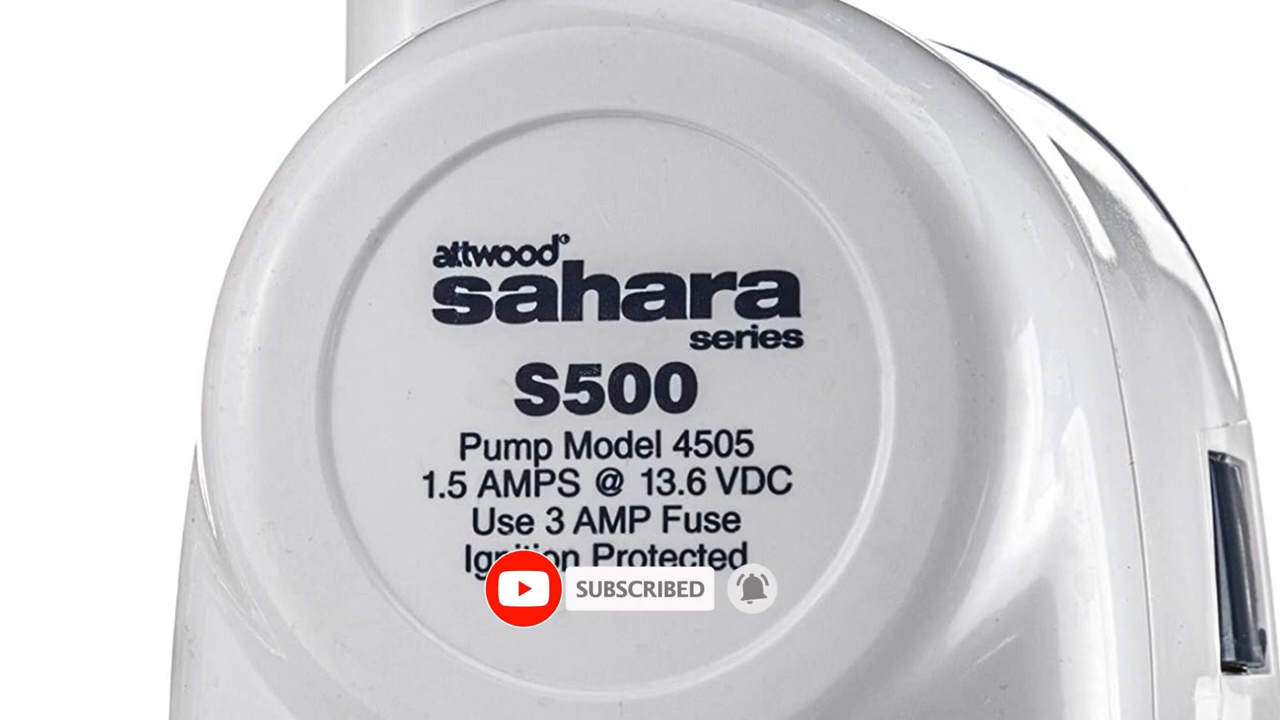 attwood
sahara
series
S500
Pump Model 4505
1.5 AMPS @ 13.6 VDC
Use 3 AMP Fuse
Ignition Protected
SUBSCRIBED